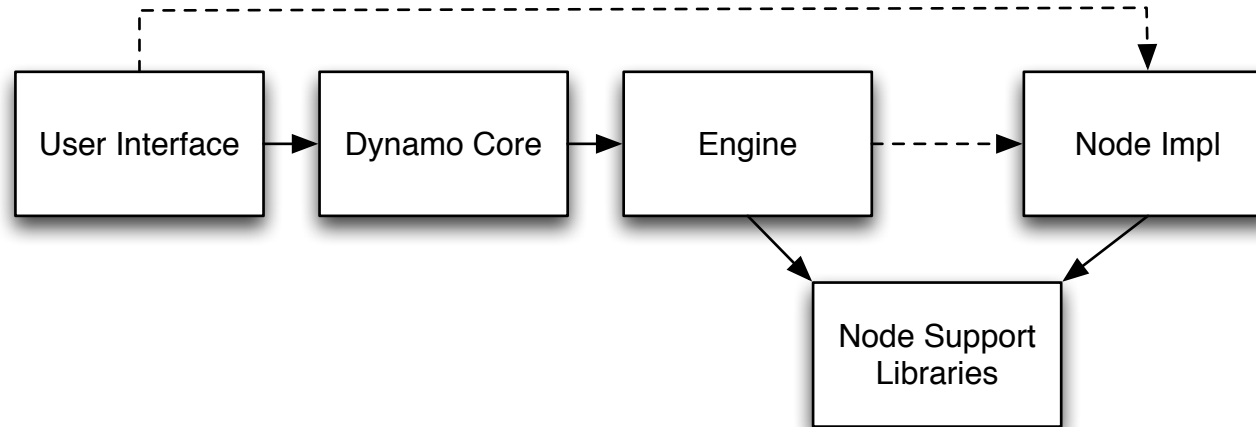 User Interface
Dynamo Core
Engine
Node Impl
Node Support
Libraries